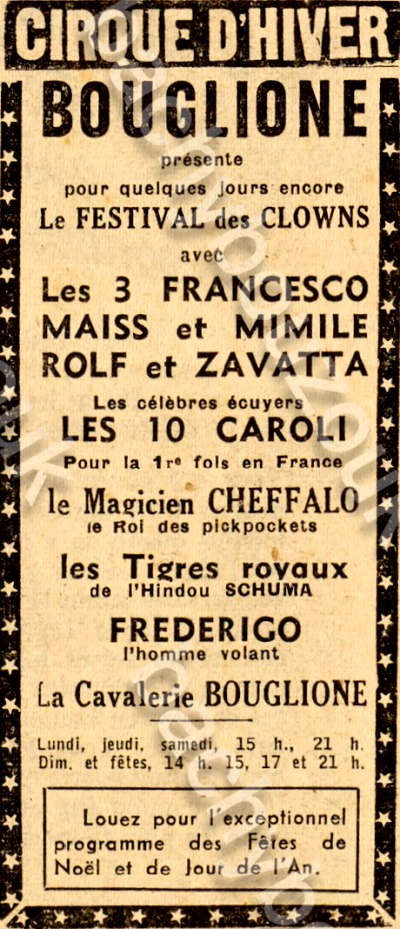 CIRQUE D'HIVER
BOUGLIONE
présente
pour quelques jours encore
Le FESTIVAL des CLOWNS
avec
Les 3 FRANCESCO
MAISS et MIMILE
ROLF et ZAVATTA
Les célèbres écuyers
LES 10 CAROLI
Pour la 1re fois en France
le Magicien CHEFFALO
le Roi des pickpockets
les Tigres royaux
de l'Hindou SCHUMA
FREDERIGO
l'homme volant
La Cavalerie BOUGLIONE
Lundi, jeudi, samedi, 15 h., 21 h.
Dim. et fêtes, 14 h. 15, 17 et 21 h.
Louez pour l'exceptionnel
programme des Fêtes de
Noël et de Jour de l'An.